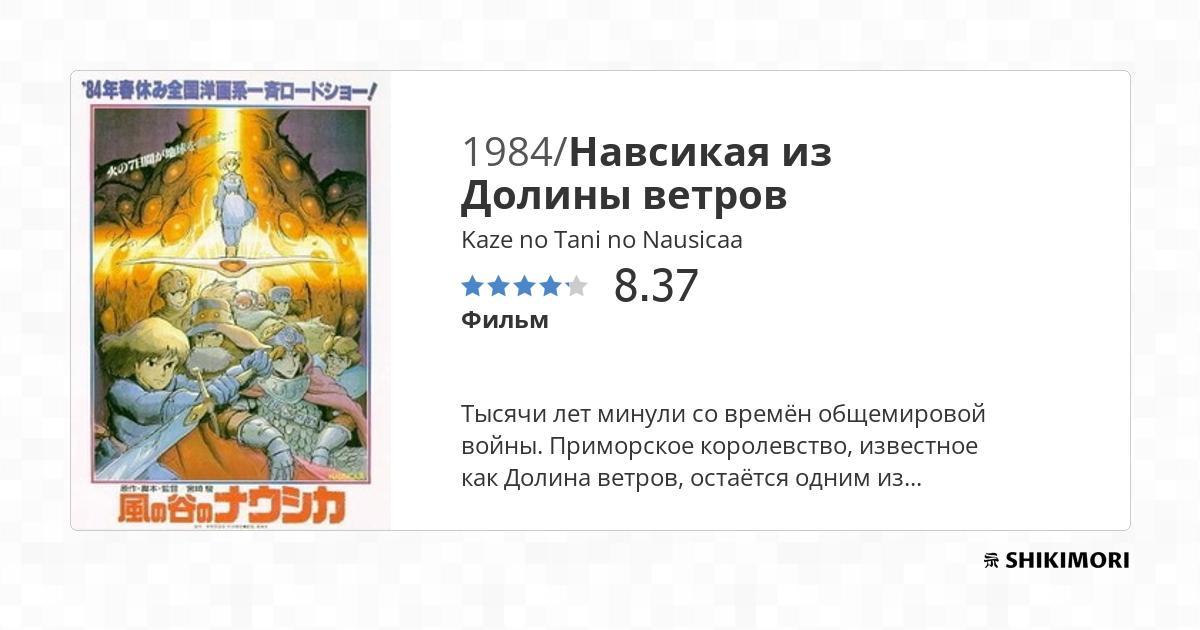 '84年春休み全国洋画系一斉ロードショー!
火の7日間が地球を
原作・脚本・監督 宮崎駿
風の谷のナウシカ
1984/Навсикая из
Долины ветров
Kaze no Tani no Nausicaa
8.37
Фильм
Тысячи лет минули со времён общемировой
войны. Приморское королевство, известное
как Долина ветров, остаётся одним из...
SHIKIMORI